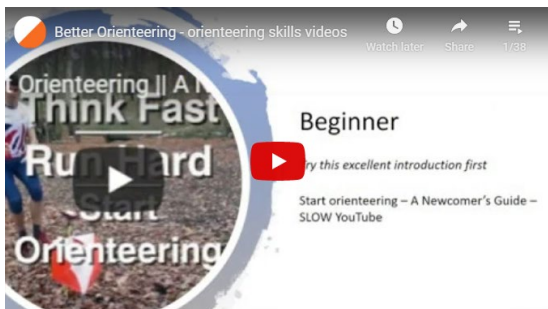 Better Orienteering - orienteering skills videos
Watch later
Share
1/38
t Orienteering || A N
Think Fast
Run Hard
Start
Orienteering
Beginner
ry this excellent introduction first
Start orienteering – A Newcomer's Guide –
SLOW YouTube